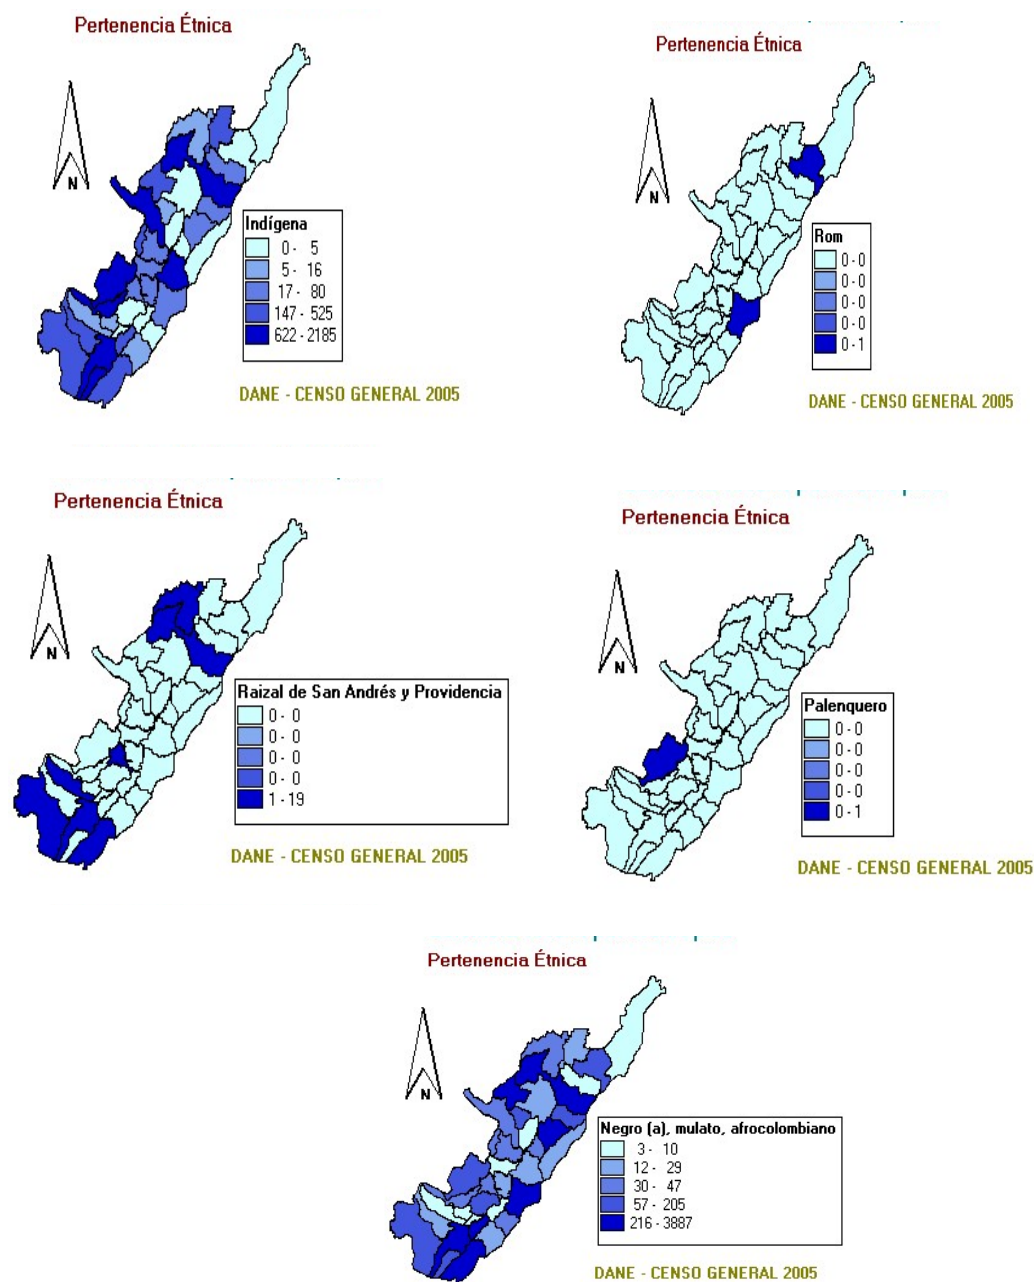 Pertenencia Étnica
N
Indígena
0 - 5
5 - 16
17 - 80
147 - 525
622 - 2185
DANE - CENSO GENERAL 2005
Pertenencia Étnica
N
Rom
0 - 0
0 - 0
0 - 0
0 - 0
0 - 1
DANE - CENSO GENERAL 2005
Pertenencia Étnica
N
Raizal de San Andrés y Providencia
0 - 0
0 - 0
0 - 0
0 - 0
1 - 19
DANE - CENSO GENERAL 2005
Pertenencia Étnica
N
Palenquero
0 - 0
0 - 0
0 - 0
0 - 0
0 - 1
DANE - CENSO GENERAL 2005
Pertenencia Étnica
N
Negro (a), mulato, afrocolombiano
3 - 10
12 - 29
30 - 47
57 - 205
216 - 3887
DANE - CENSO GENERAL 2005